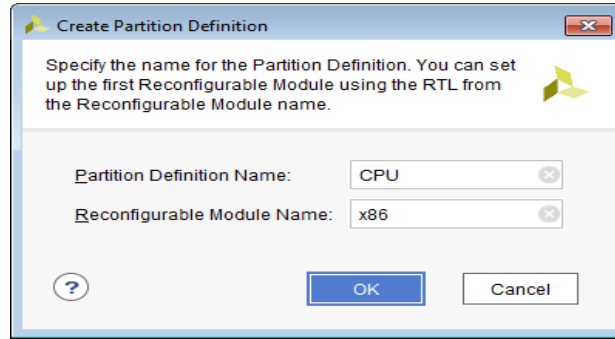 Create Partition Definition
Specify the name for the Partition Definition. You can set
up the first Reconfigurable Module using the RTL from
the Reconfigurable Module name.
Partition Definition Name: CPU
Reconfigurable Module Name: x86
? OK Cancel